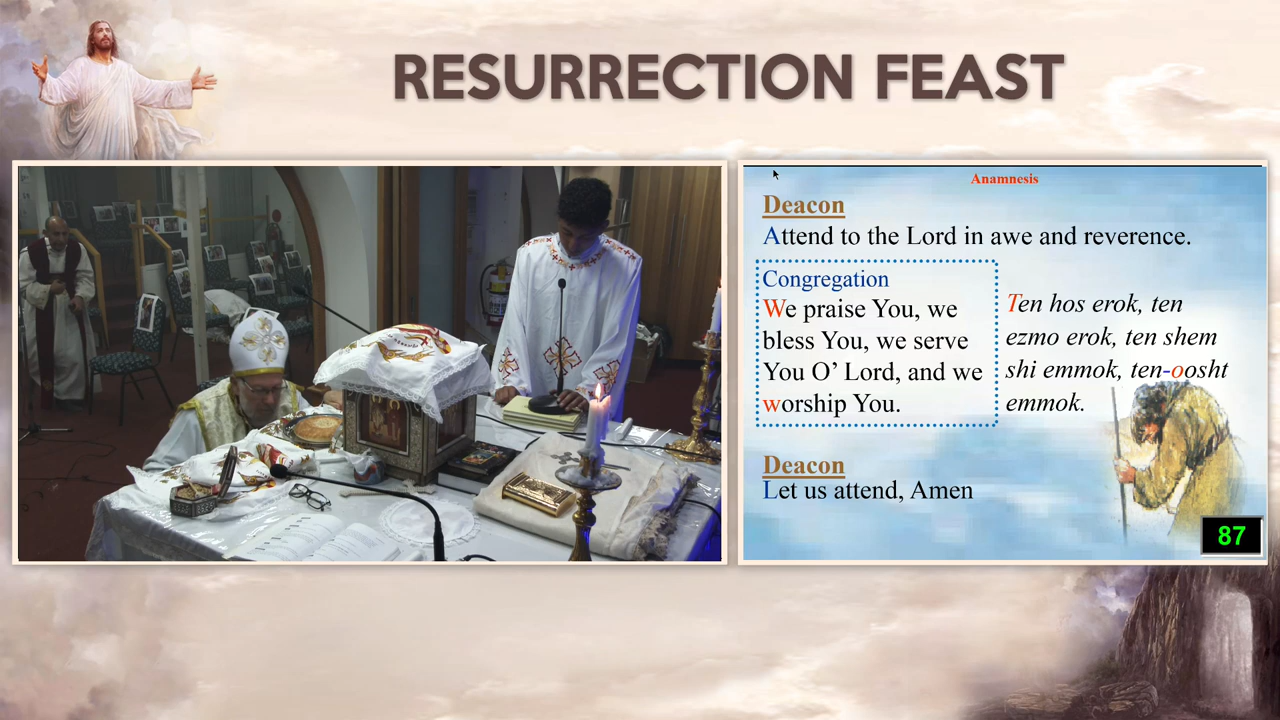 RESURRECTION FEAST
Anamnesis
Deacon
Attend to the Lord in awe and reverence.
Congregation
We praise You, we
bless You, we serve
You O’ Lord, and we
worship You.
Ten hos erok, ten
ezmo erok, ten shem
shi emmok, ten-oosht
emmok.
Deacon
Let us attend, Amen
87